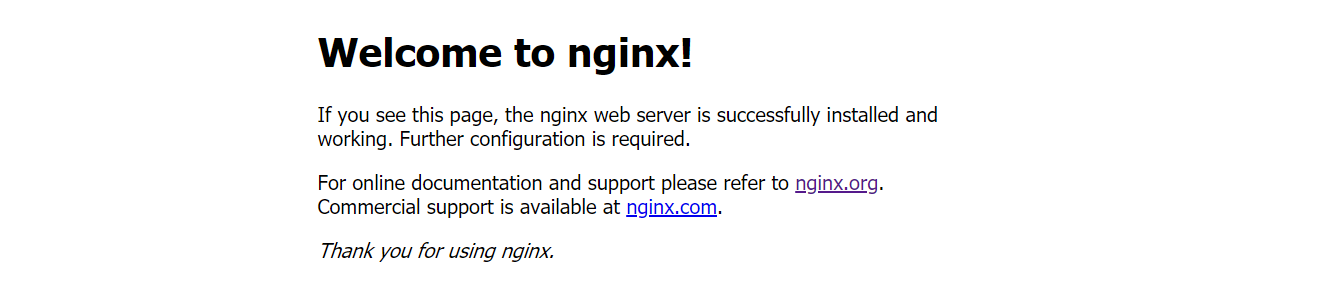 Welcome to nginx!
If you see this page, the nginx web server is successfully installed and
working. Further configuration is required.
For online documentation and support please refer to nginx.org.
Commercial support is available at nginx.com.
Thank you for using nginx.